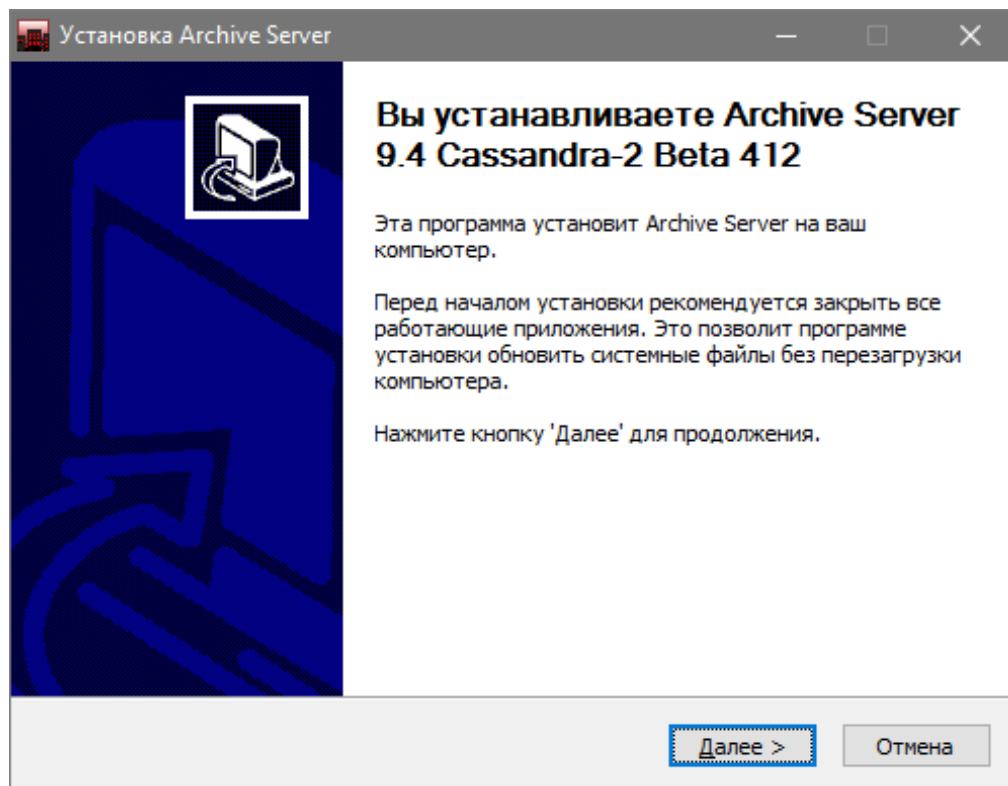 Установка Archive Server
Вы устанавливаете Archive Server
9.4 Cassandra-2 Beta 412
Эта программа установит Archive Server на ваш
компьютер.
Перед началом установки рекомендуется закрыть все
работающие приложения. Это позволит программе
установки обновить системные файлы без перезагрузки
компьютера.
Нажмите кнопку 'Далее' для продолжения.
Далее >
Отмена